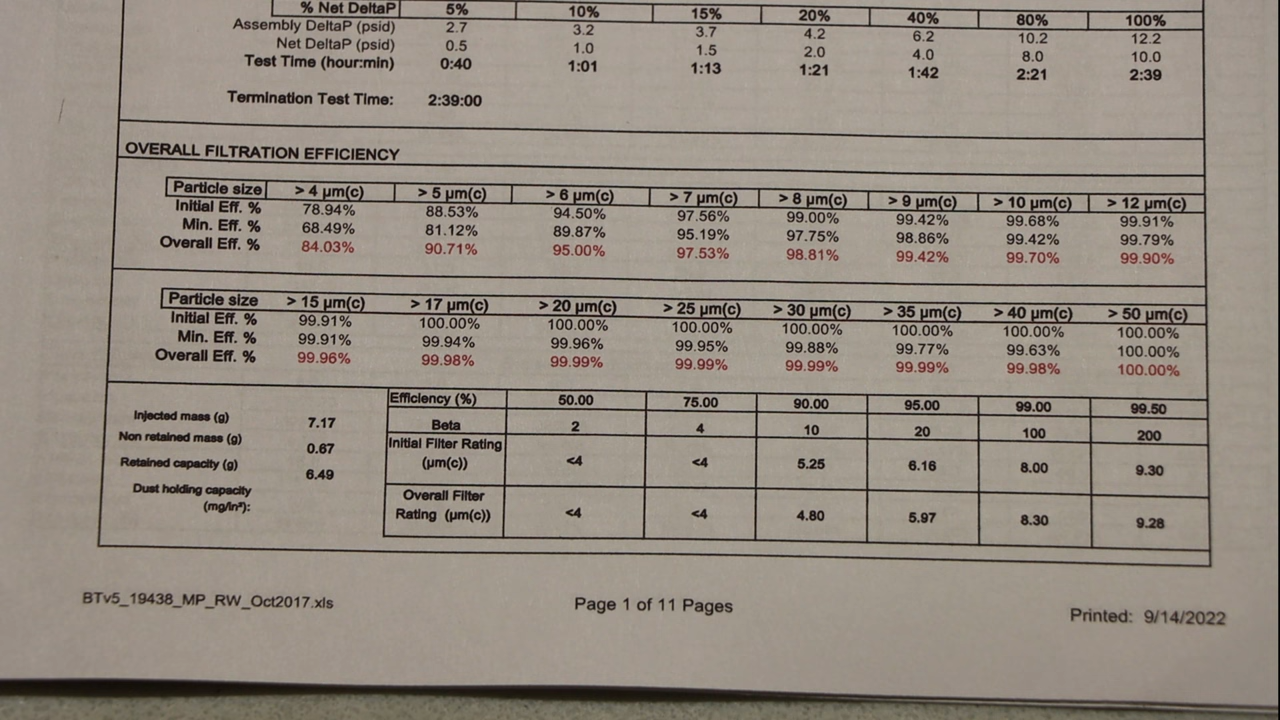 % Net DeltaP 5% 10% 15% 20% 40% 80% 100%
Assembly DeltaP (psid) 2.7 3.2 3.7 4.2 6.2 10.2 12.2
Net DeltaP (psid) 0.5 1.0 1.5 2.0 4.0 8.0 10.0
Test Time (hour:min) 0:40 1:01 1:13 1:21 1:42 2:21 2:39
Termination Test Time: 2:39:00
OVERALL FILTRATION EFFICIENCY
Particle size > 4 µm(c) > 5 µm(c) > 6 µm(c) > 7 µm(c) > 8 µm(c) > 9 µm(c) > 10 µm(c) > 12 µm(c)
Initial Eff. % 78.94% 88.53% 94.50% 97.56% 99.00% 99.42% 99.68% 99.91%
Min. Eff. % 68.49% 81.12% 89.87% 95.19% 97.75% 98.86% 99.42% 99.79%
Overall Eff. % 84.03% 90.71% 95.00% 97.53% 98.81% 99.42% 99.70% 99.90%
Particle size > 15 µm(c) > 17 µm(c) > 20 µm(c) > 25 µm(c) > 30 µm(c) > 35 µm(c) > 40 µm(c) > 50 µm(c)
Initial Eff. % 99.91% 100.00% 100.00% 100.00% 100.00% 100.00% 100.00% 100.00%
Min. Eff. % 99.91% 99.94% 99.96% 99.95% 99.88% 99.77% 99.63% 100.00%
Overall Eff. % 99.96% 99.98% 99.99% 99.99% 99.99% 99.99% 99.98% 100.00%
Injected mass (g) 7.17
Non retained mass (g) 0.67
Retained capacity (g) 6.49
Dust holding capacity
(mg/in²):
Efficiency (%) 50.00 75.00 90.00 95.00 99.00 99.50
Beta 2 4 10 20 100 200
Initial Filter Rating
(µm(c)) <4 <4 5.25 6.16 8.00 9.30
Overall Filter
Rating (µm(c)) <4 <4 4.80 5.97 8.30 9.28
BTv5_19438_MP_RW_Oct2017.xls Page 1 of 11 Pages Printed: 9/14/2022